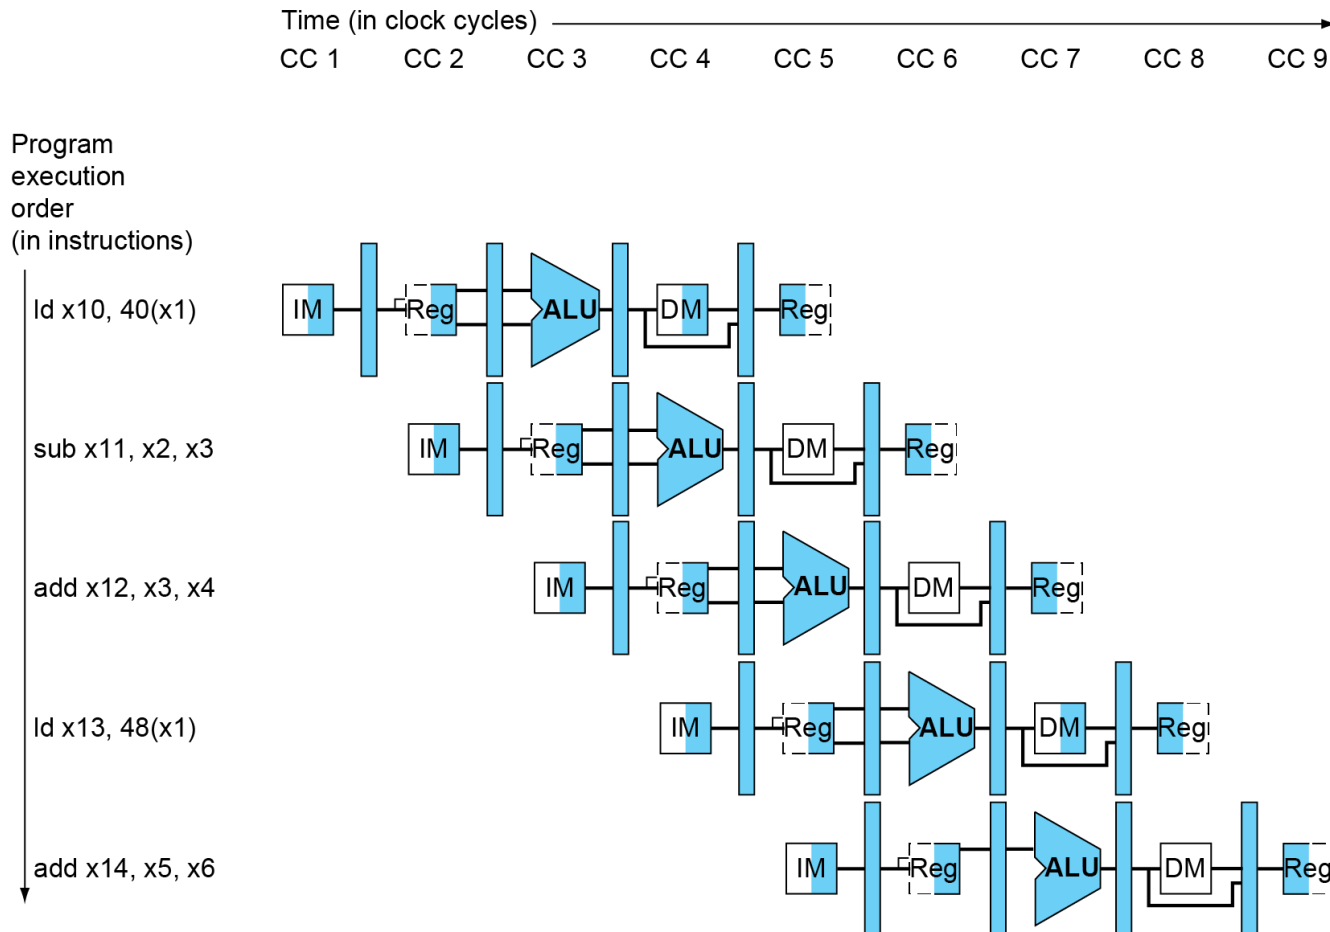 Time (in clock cycles)
CC 1 CC 2 CC 3 CC 4 CC 5 CC 6 CC 7 CC 8 CC 9
Program
execution
order
(in instructions)
ld x10, 40(x1) IM Reg ALU DM Reg
sub x11, x2, x3 IM Reg ALU DM Reg
add x12, x3, x4 IM Reg ALU DM Reg
ld x13, 48(x1) IM Reg ALU DM Reg
add x14, x5, x6 IM Reg ALU DM Reg